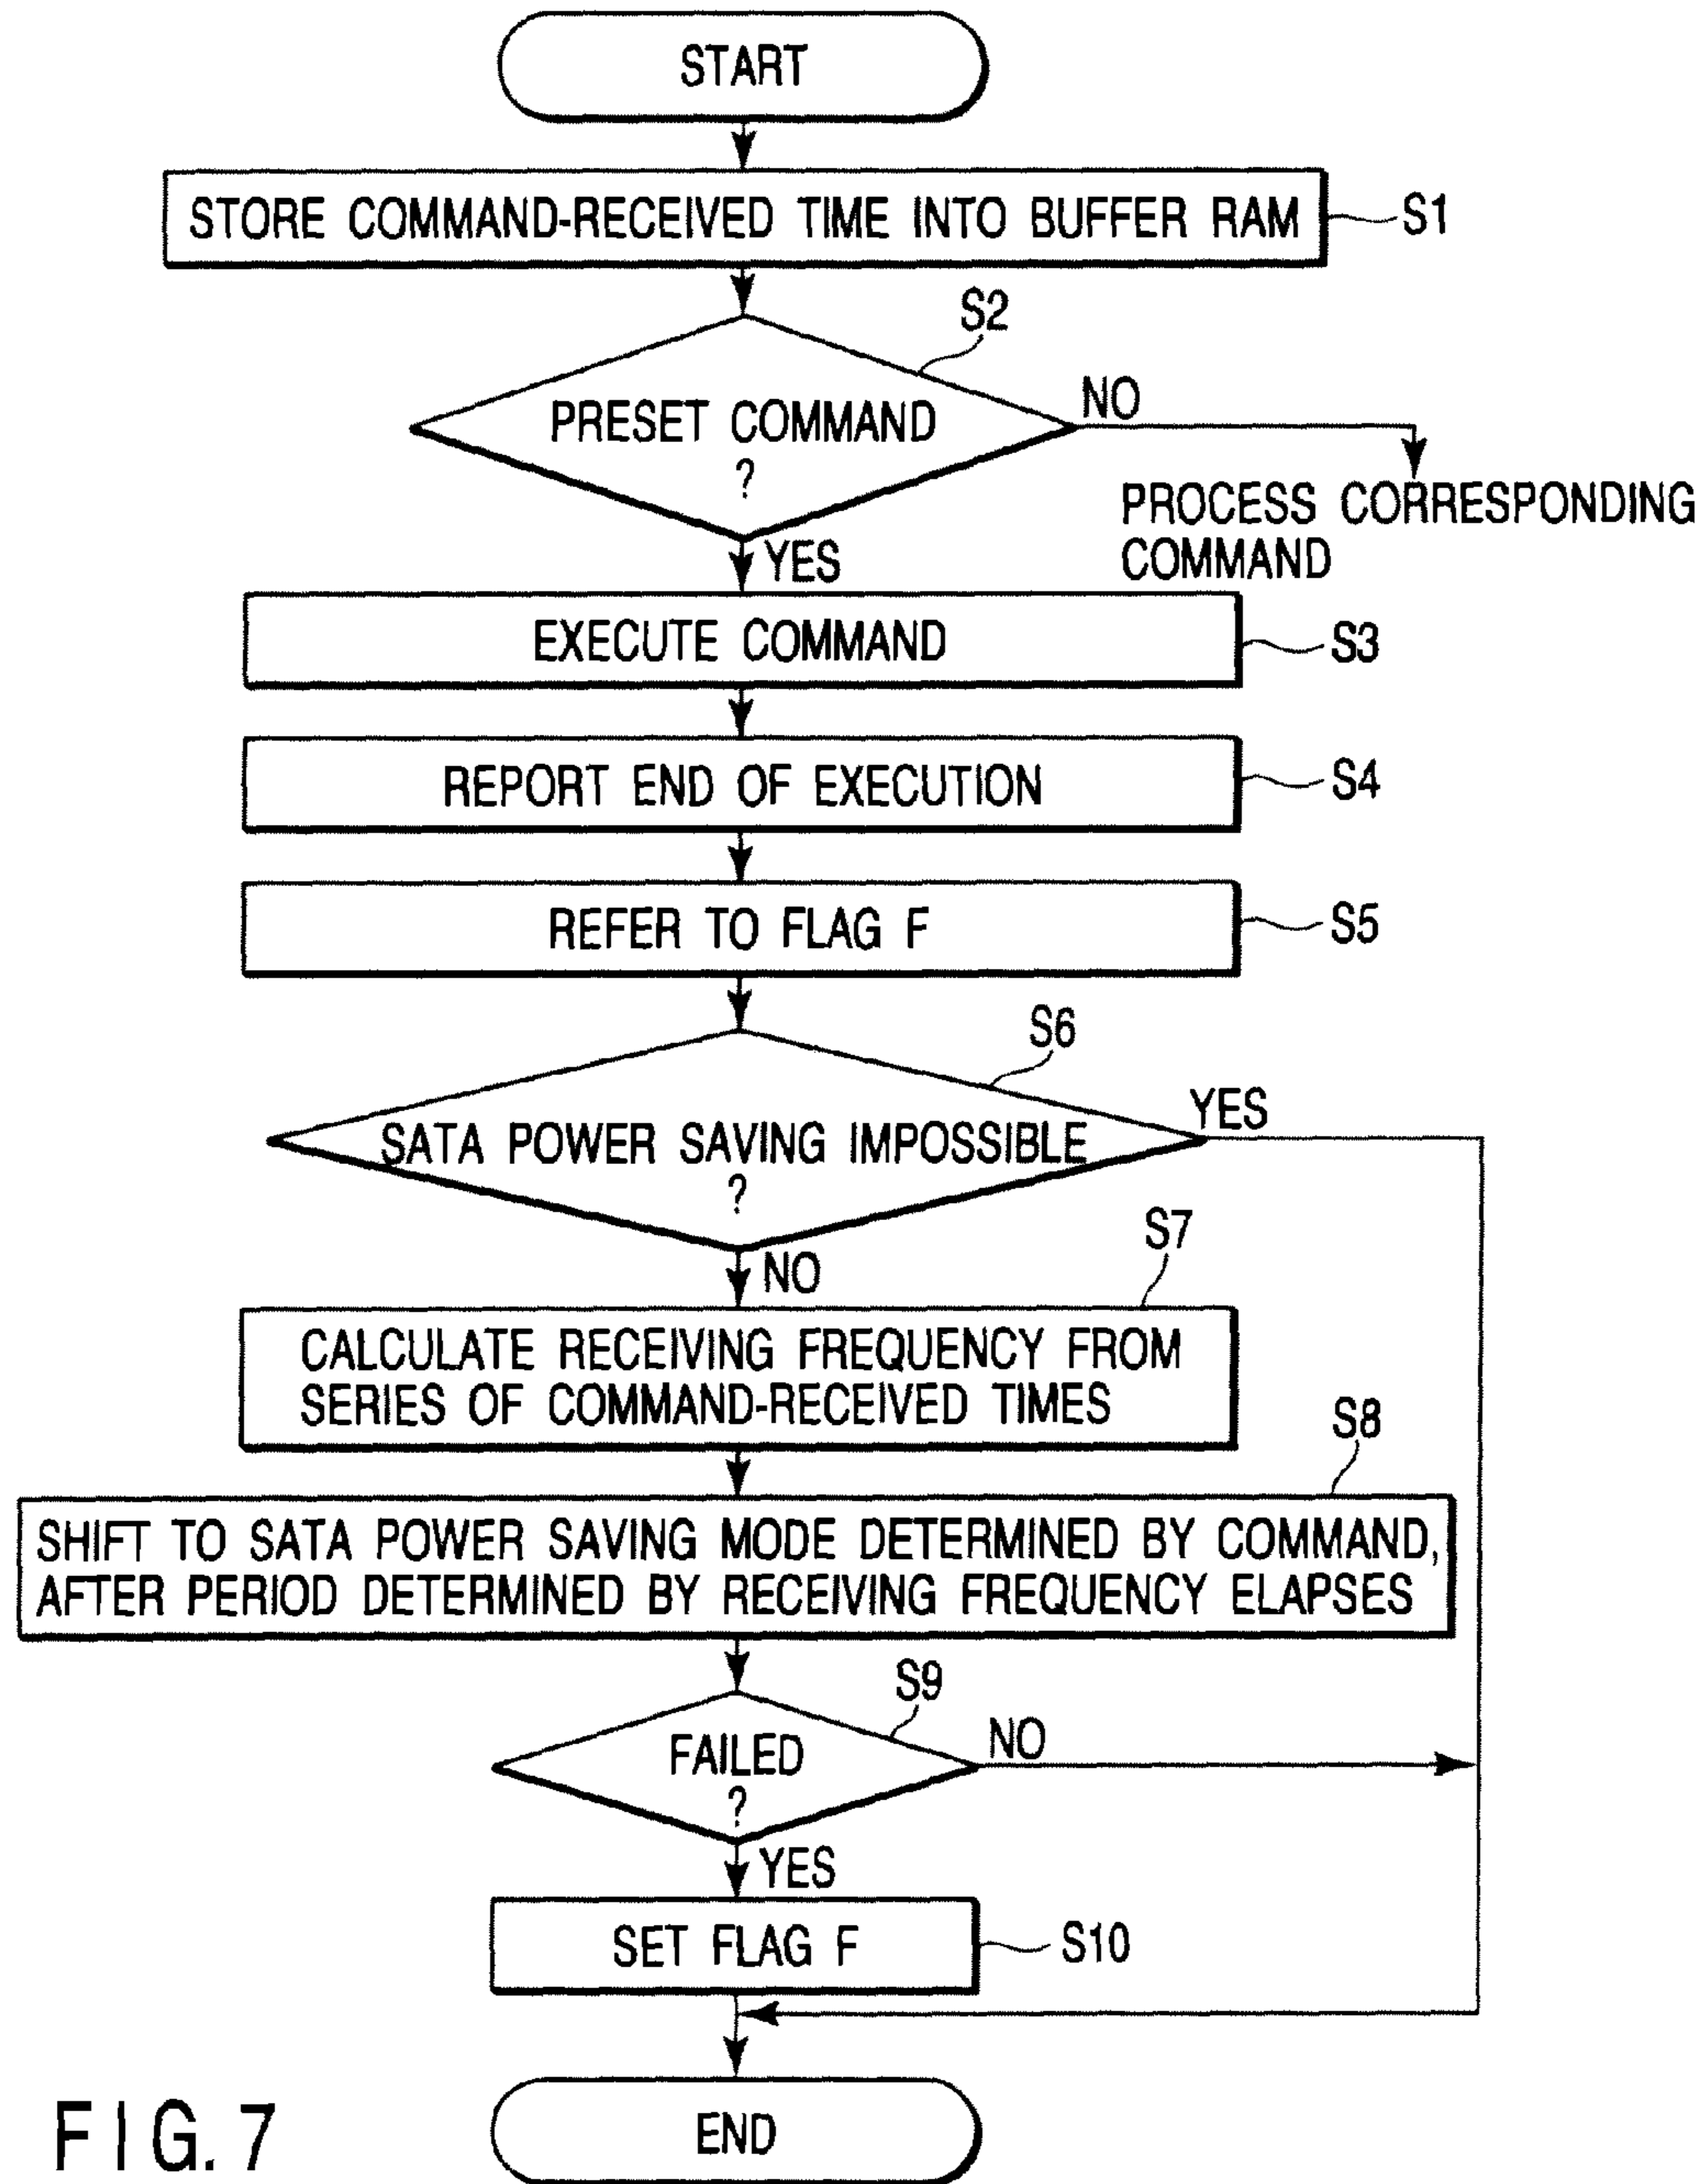 START
STORE COMMAND-RECEIVED TIME INTO BUFFER RAM
S1
S2
PRESET COMMAND
?
NO
PROCESS CORRESPONDING
COMMAND
YES
EXECUTE COMMAND
S3
REPORT END OF EXECUTION
S4
REFER TO FLAG F
S5
S6
SATA POWER SAVING IMPOSSIBLE
?
YES
NO
S7
CALCULATE RECEIVING FREQUENCY FROM
SERIES OF COMMAND-RECEIVED TIMES
S8
SHIFT TO SATA POWER SAVING MODE DETERMINED BY COMMAND,
AFTER PERIOD DETERMINED BY RECEIVING FREQUENCY ELAPSES
S9
FAILED
?
NO
YES
SET FLAG F
S10
END
FIG. 7